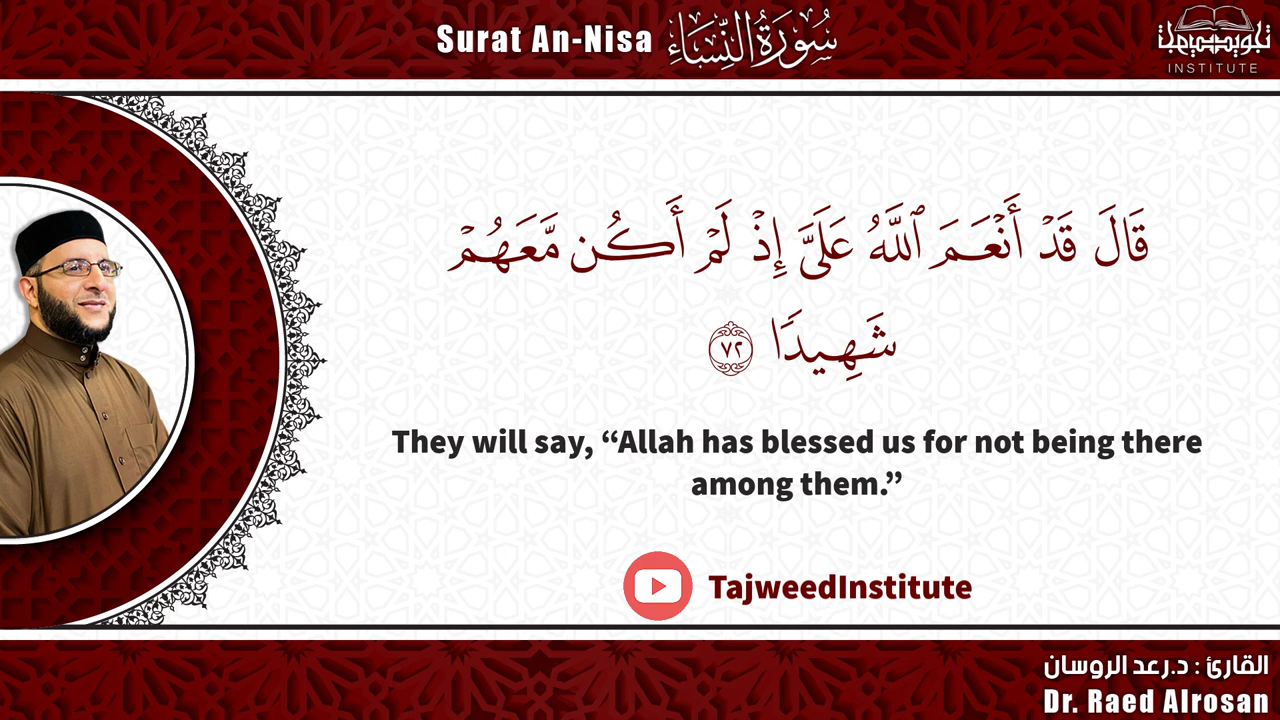 Surat An-Nisa سُورَةُ النِّسَاءِ
تجويد
INSTITUTE
قَالَ قَدْ أَنْعَمَ ٱللَّهُ عَلَىَّ إِذْ لَمْ أَكُن مَّعَهُمْ
شَهِيدًا ٧٢
They will say, “Allah has blessed us for not being there
among them.”
TajweedInstitute
القارئ : د.رعد الروسان
Dr. Raed Alrosan